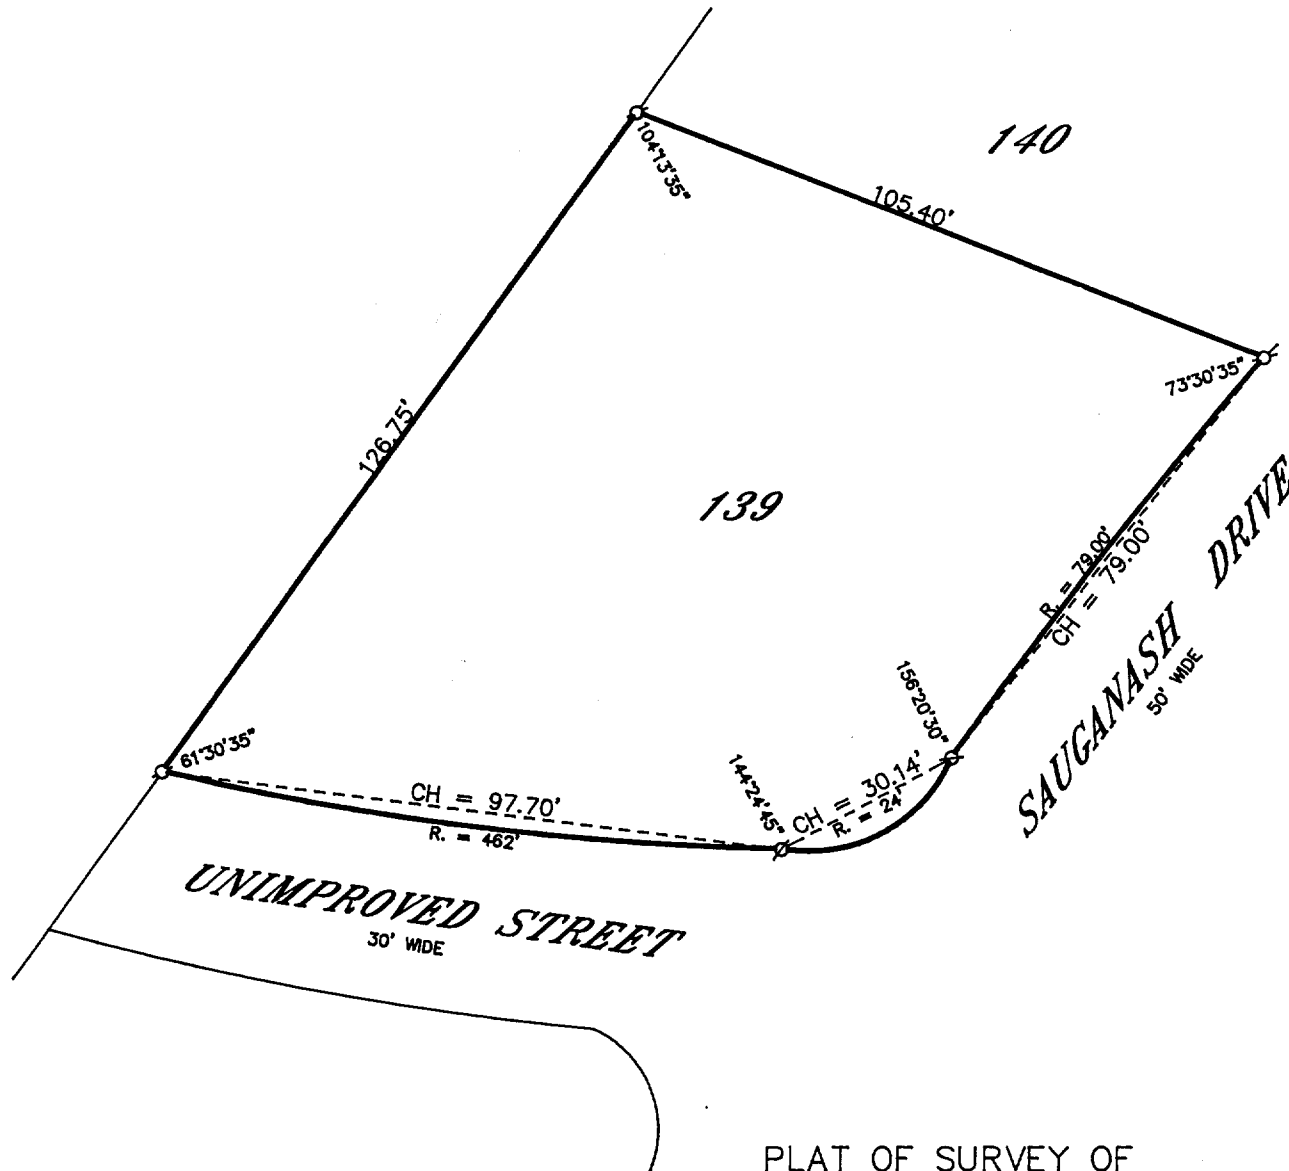 140
104°13'35"
105.40'
73°30'35"
126.75'
139
R. = 79.00'
CH = 79.00'
SAUGANASH DRIVE
50' WIDE
156°20'30"
61°30'35"
144°24'45"
CH = 30.14'
R. = 24'
CH = 97.70'
R. = 462'
UNIMPROVED STREET
30' WIDE
PLAT OF SURVEY OF